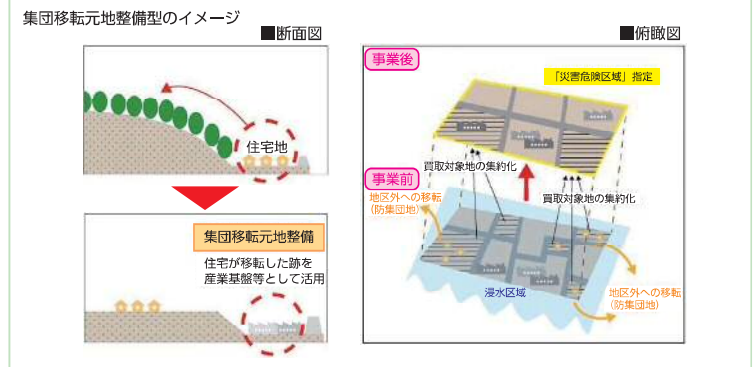 集団移転元地整備型のイメージ
■断面図
住宅地
集団移転元地整備
住宅が移転した跡を
産業基盤等として活用
■俯瞰図
事業後
「災害危険区域」指定
買取対象地の集約化
事業前
地区外への移転
(防集団地)
買取対象地の集約化
浸水区域
地区外への移転
(防集団地)